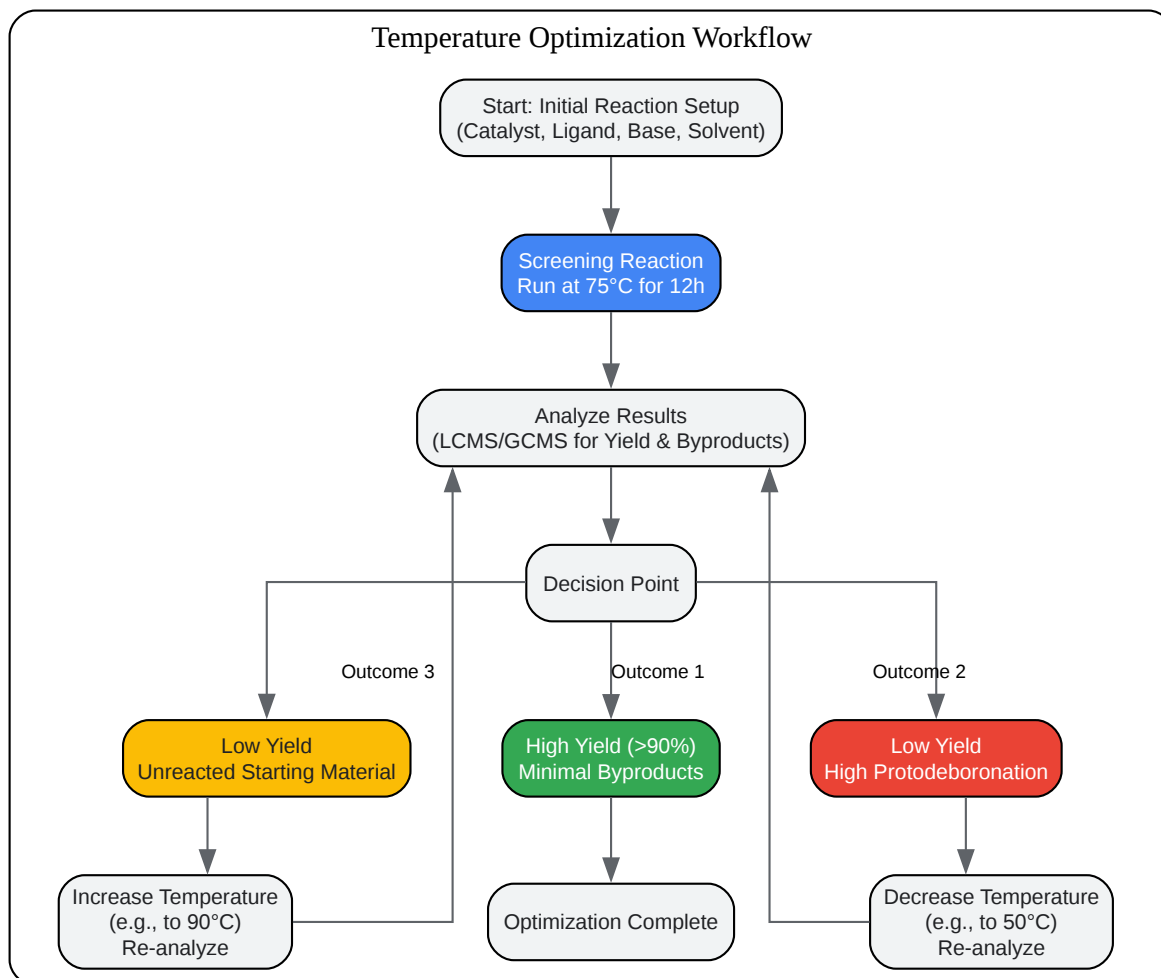 Temperature Optimization Workflow
Start: Initial Reaction Setup
(Catalyst, Ligand, Base, Solvent)
Screening Reaction
Run at 75°C for 12h
Analyze Results
(LCMS/GCMS for Yield & Byproducts)
Decision Point
Outcome 3
Outcome 1
Outcome 2
Low Yield
Unreacted Starting Material
High Yield (>90%)
Minimal Byproducts
Low Yield
High Protodeboronation
Increase Temperature
(e.g., to 90°C)
Re-analyze
Optimization Complete
Decrease Temperature
(e.g., to 50°C)
Re-analyze